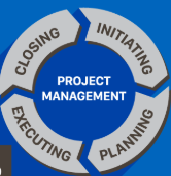 PROJECT
MANAGEMENT
INITIATING
PLANNING
EXECUTING
CLOSING